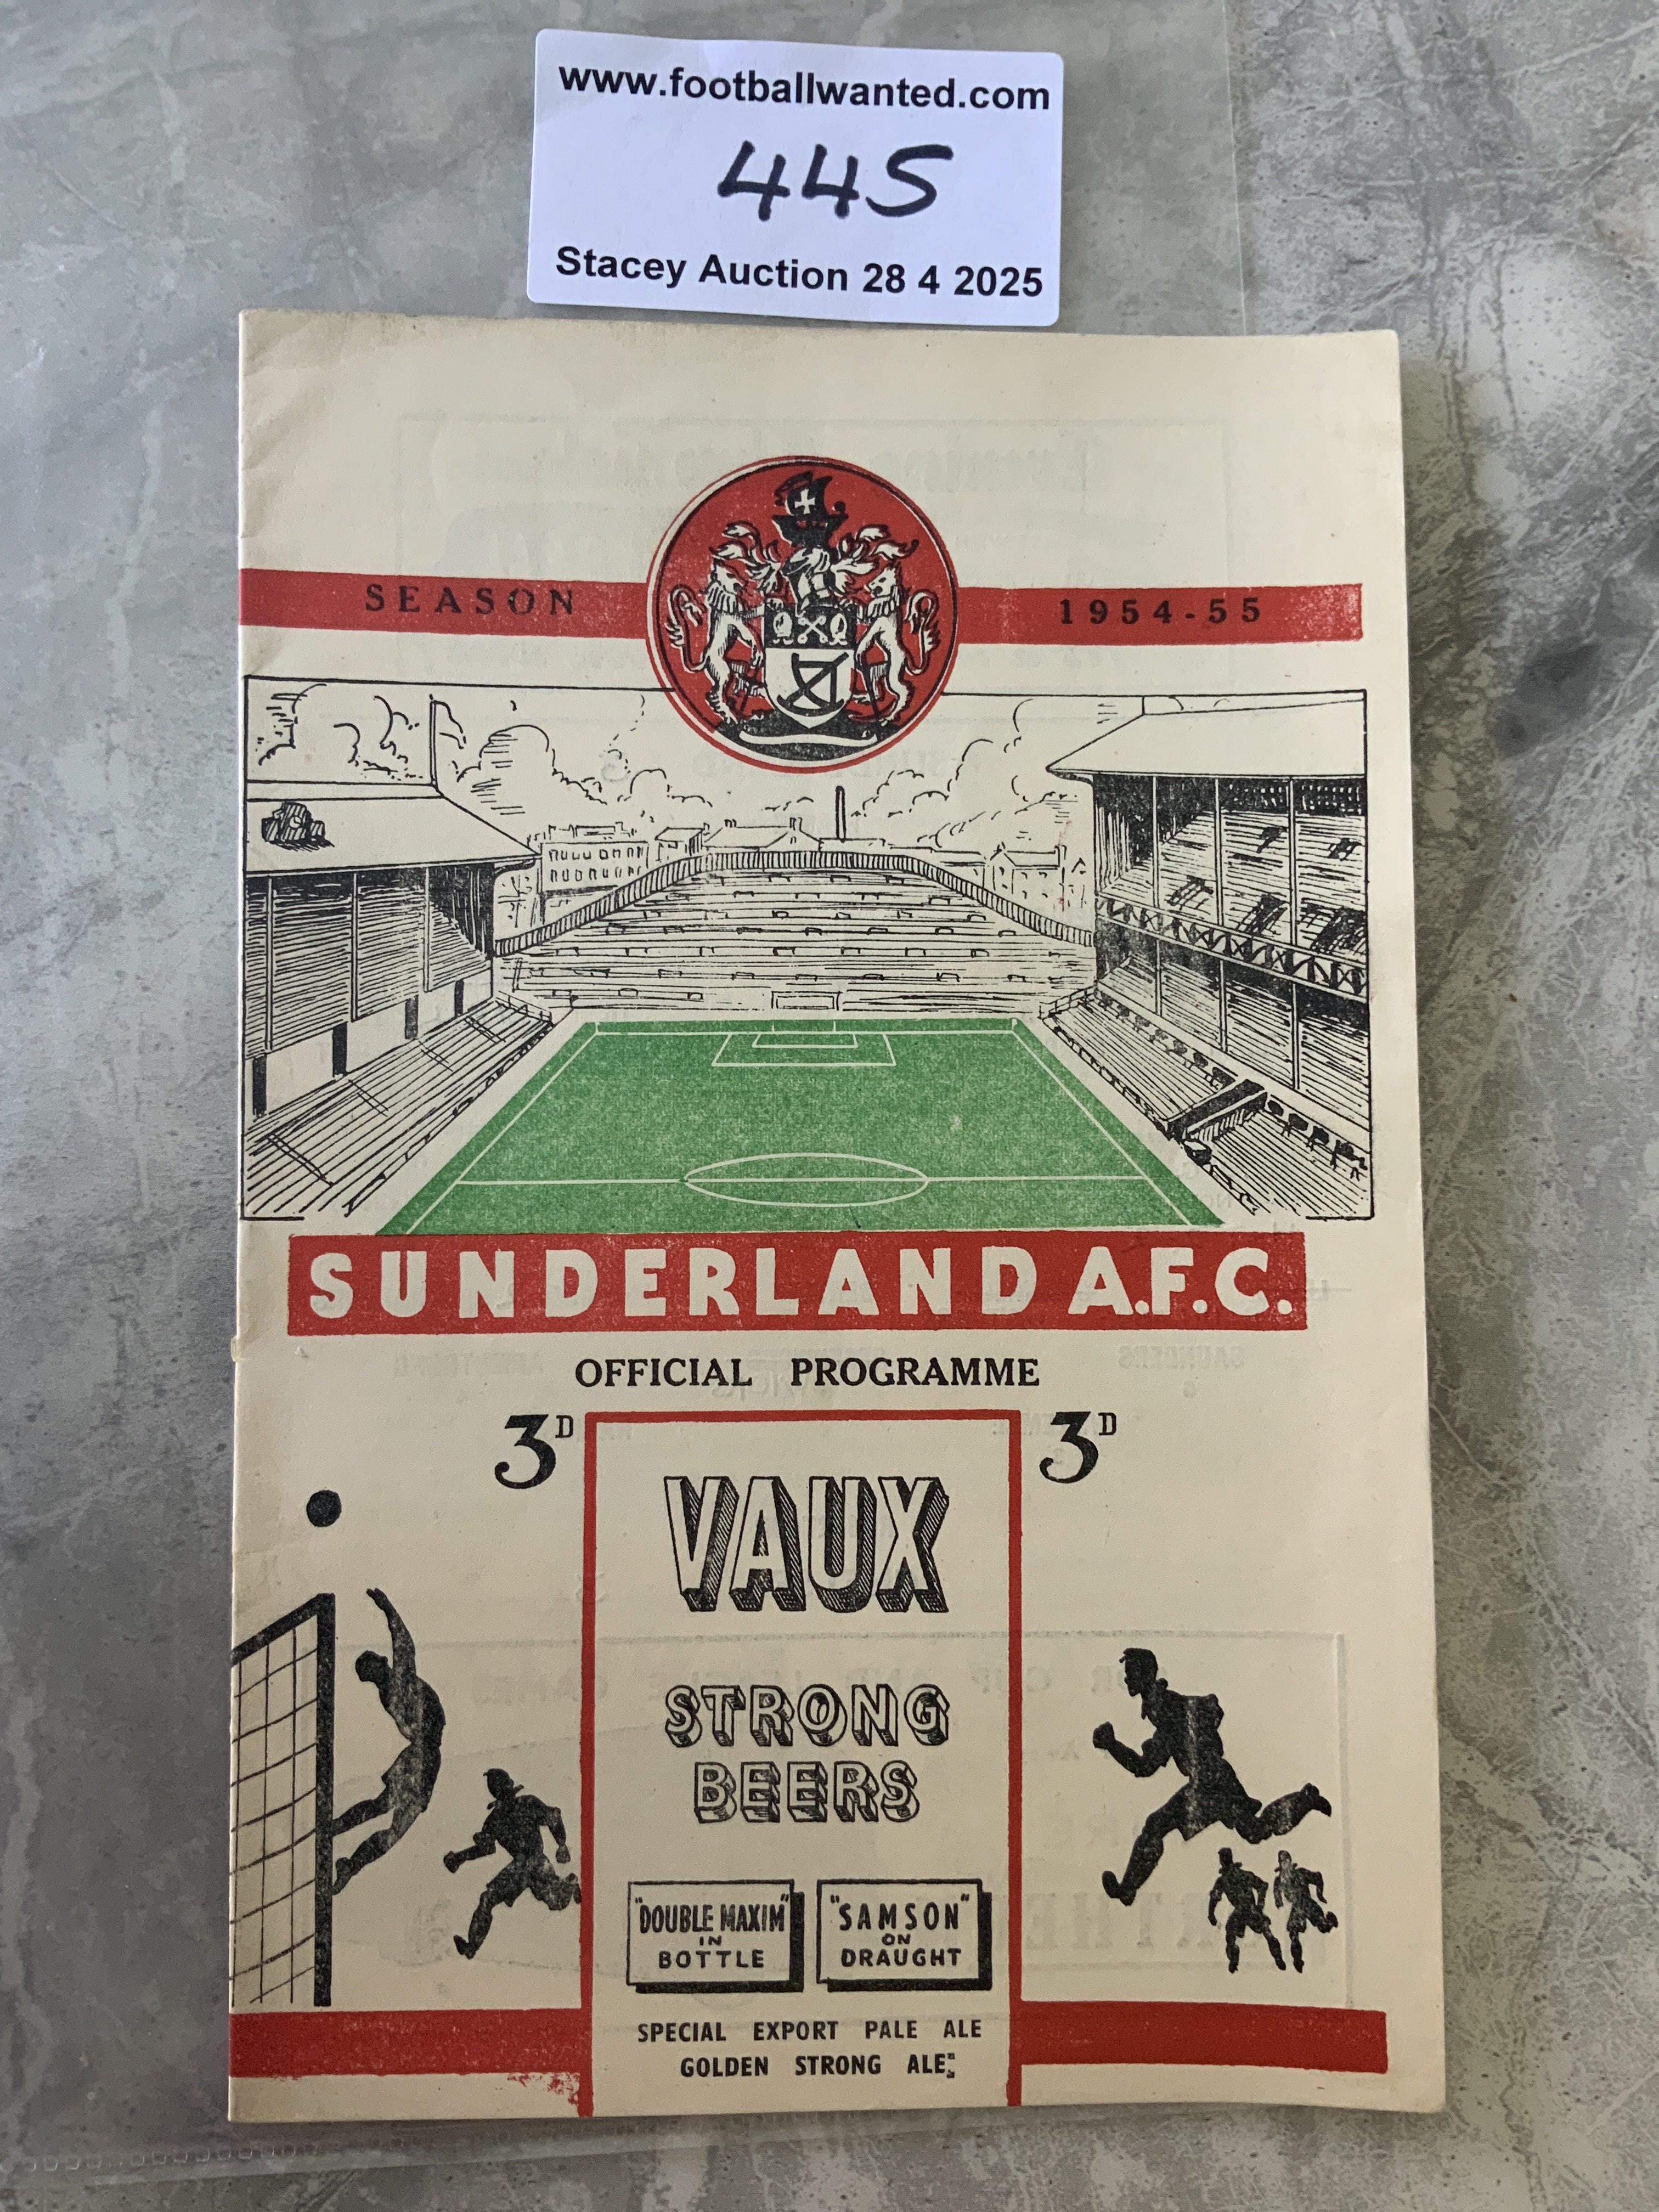 www.footballwanted.com
445
Stacey Auction 28 4 2025
SEASON 1954-55
SUNDERLAND A.F.C.
OFFICIAL PROGRAMME
3D 3D
VAUX
STRONG
BEERS
"DOUBLE MAXIM"
IN
BOTTLE
"SAMSON"
ON
DRAUGHT
SPECIAL EXPORT PALE ALE
GOLDEN STRONG ALE